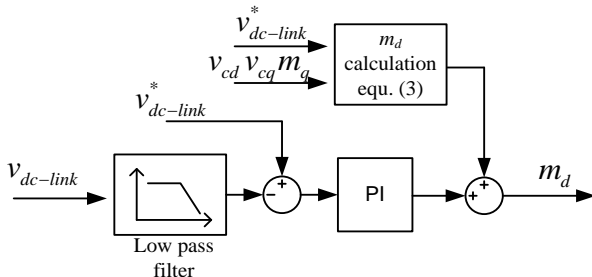 v*dc-link
vcd vcq mq
md
calculation
equ. (3)
v*dc-link
vdc-link
Low pass
filter
- +
PI
+ +
md